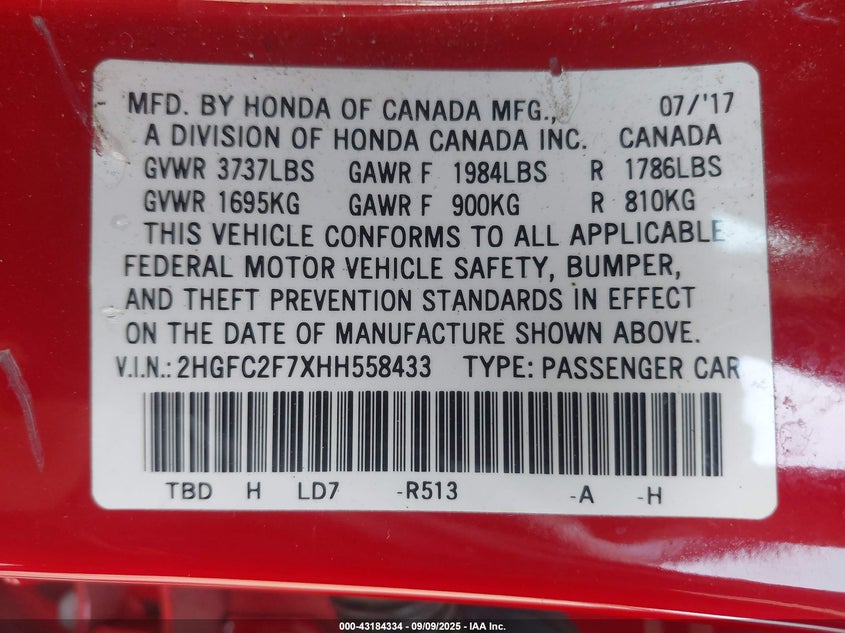 MFD. BY HONDA OF CANADA MFG., 07/'17
A DIVISION OF HONDA CANADA INC. CANADA
GVWR 3737LBS GAWR F 1984LBS R 1786LBS
GVWR 1695KG GAWR F 900KG R 810KG
THIS VEHICLE CONFORMS TO ALL APPLICABLE
FEDERAL MOTOR VEHICLE SAFETY, BUMPER,
AND THEFT PREVENTION STANDARDS IN EFFECT
ON THE DATE OF MANUFACTURE SHOWN ABOVE.
V.I.N.: 2HGFC2F7XHH558433 TYPE: PASSENGER CAR
TBD H LD7 -R513 -A -H
000-43184334 - 09/09/2025 - IAA Inc.